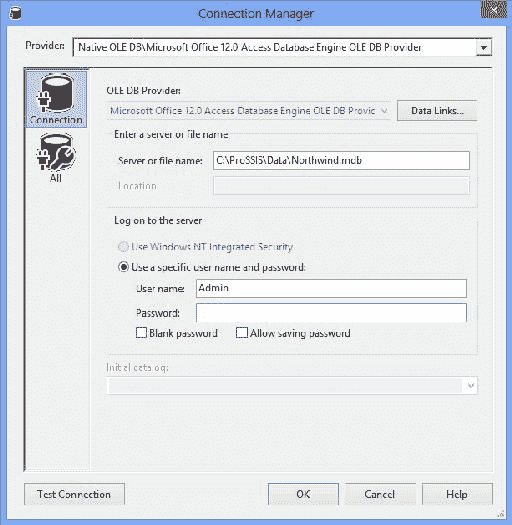 Connection Manager
Provider: Native OLE DB\Microsoft Office 12.0 Access Database Engine OLE DB Provider
Connection
All
OLE DB Provider:
Microsoft Office 12.0 Access Database Engine OLE DB Provic
Data Links...
Enter a server or file name
Server or file name: C:\ProSSIS\Data\Northwind.mdb
Location:
Log on to the server
Use Windows NT Integrated Security
Use a specific user name and password:
User name: Admin
Password:
Blank password Allow saving password
Initial catalog:
Test Connection OK Cancel Help